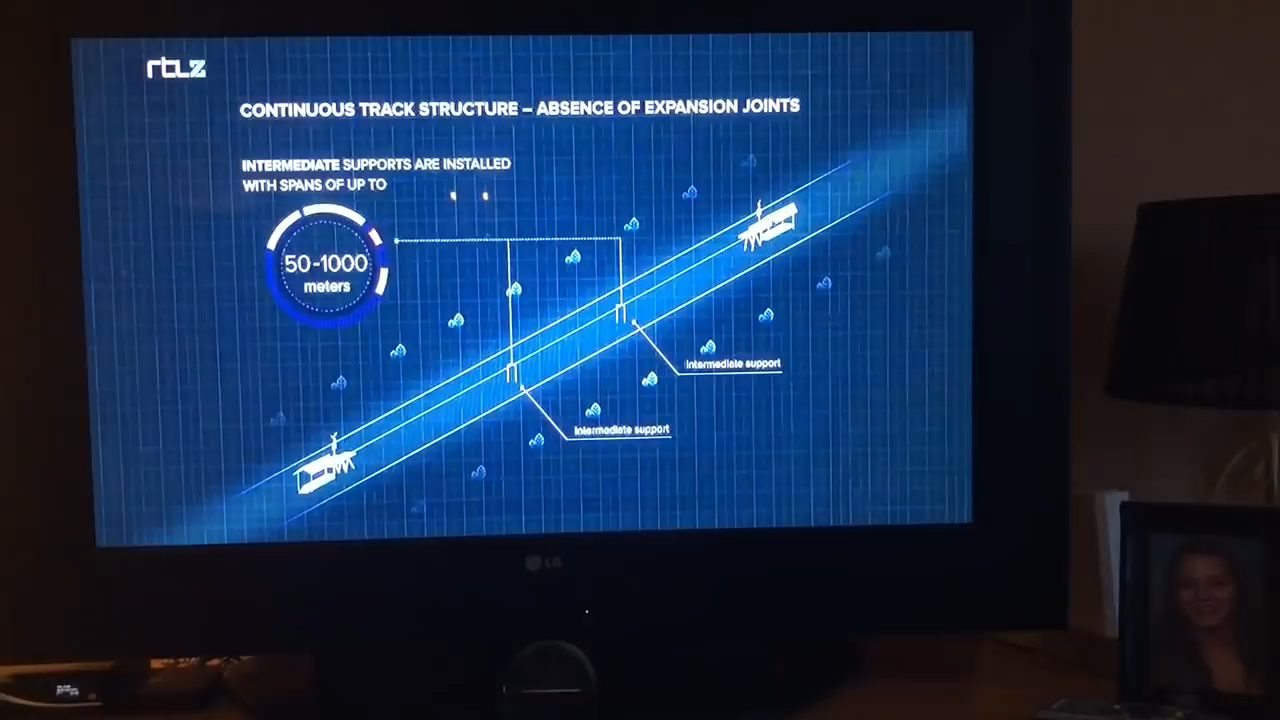 rtLz
CONTINUOUS TRACK STRUCTURE – ABSENCE OF EXPANSION JOINTS
INTERMEDIATE SUPPORTS ARE INSTALLED
WITH SPANS OF UP TO
50-1000
meters
Intermediate support
Intermediate support
LG